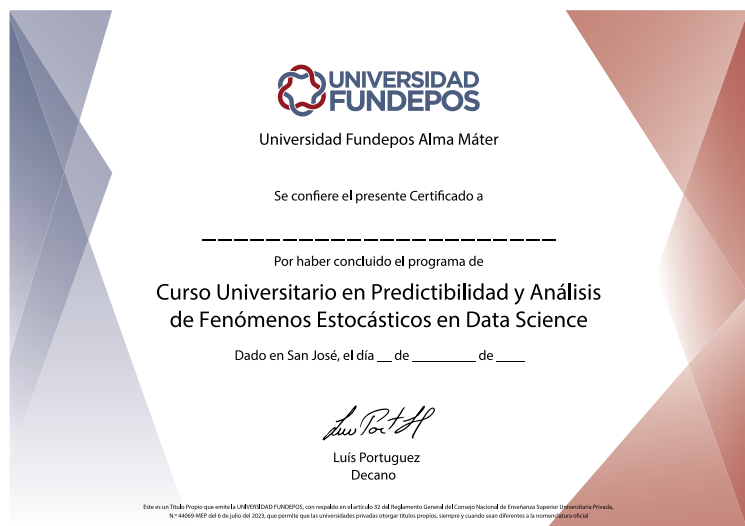 UNIVERSIDAD
FUNDEPOS
Universidad Fundepos Alma Máter
Se confiere el presente Certificado a
Por haber concluido el programa de
Curso Universitario en Predictibilidad y Análisis
de Fenómenos Estocásticos en Data Science
Dado en San José, el día __ de ________ de ____
Luís Portuguez
Decano
Este es un Título Propio que emite la UNIVERSIDAD FUNDEPOS, con respaldo en el artículo 32 del Reglamento General del Consejo Nacional de Enseñanza Superior Universitaria Privada,
N.º 44069-MEP del 6 de julio del 2023, que permite que las universidades privadas otorgar títulos propios, siempre y cuando sean diferentes a la nomenclatura oficial